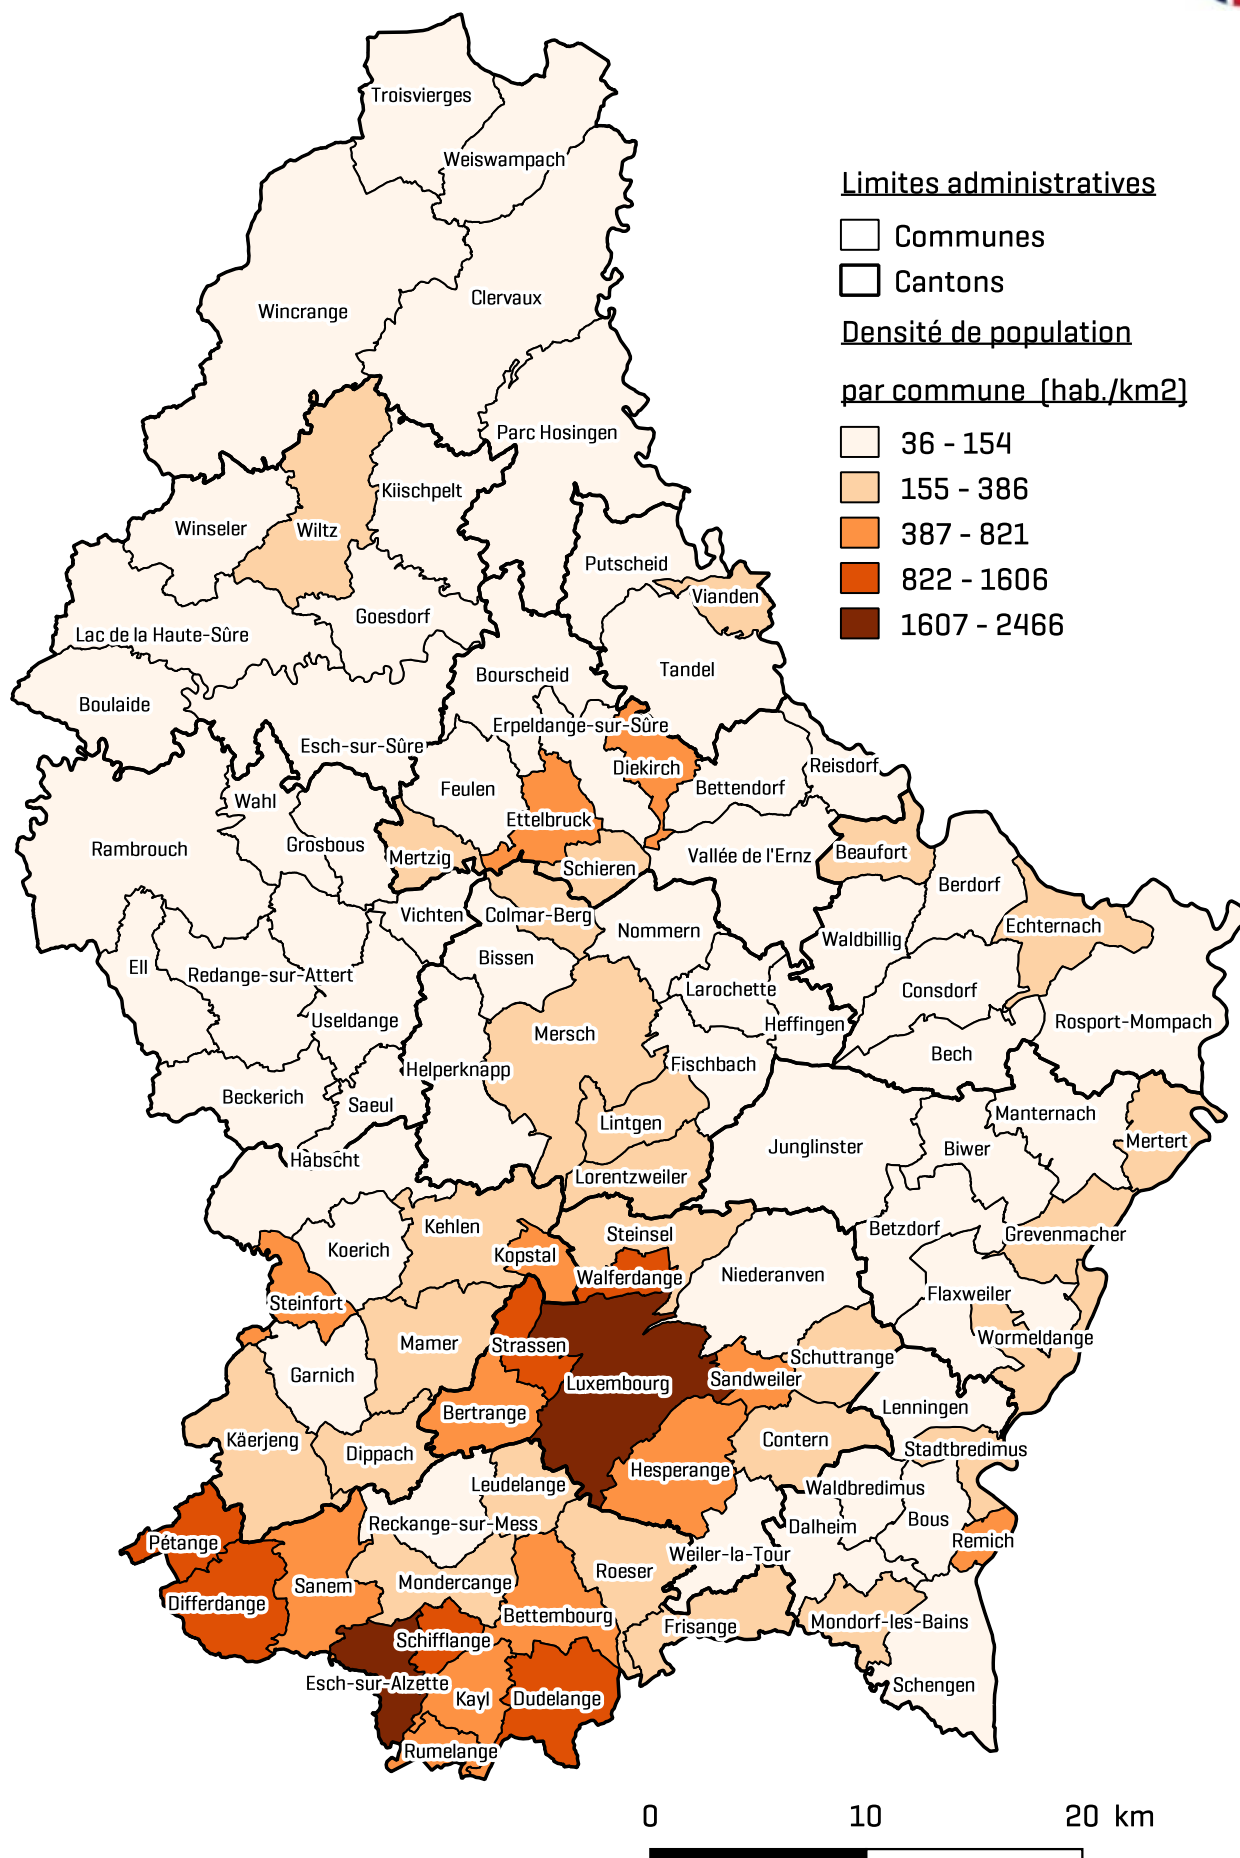 Troisvierges
Weiswampach
Limites administratives
Communes
Cantons
Clervaux
Wincrange
Densité de population
par commune (hab./km2)
36 - 154
155 - 386
387 - 821
822 - 1606
1607 - 2466
Parc Hosingen
Kiischpelt
Winseler
Wiltz
Putscheid
Vianden
Goesdorf
Lac de la Haute-Sûre
Tandel
Bourscheid
Boulaide
Erpeldange-sur-Sûre
Esch-sur-Sûre
Reisdorf
Diekirch
Bettendorf
Feulen
Wahl
Ettelbruck
Grosbous
Rambrouch
Beaufort
Vallée de l'Ernz
Mertzig
Schieren
Berdorf
Vichten
Colmar-Berg
Echternach
Nommern
Waldbillig
Bissen
Ell
Redange-sur-Attert
Larochette
Consdorf
Useldange
Rosport-Mompach
Heffingen
Mersch
Bech
Fischbach
Helperknapp
Beckerich
Saeul
Manternach
Lintgen
Mertert
Junglinster
Biwer
Habscht
Lorentzweiler
Kehlen
Betzdorf
Steinsel
Grevenmacher
Koerich
Kopstal
Niederanven
Walferdange
Flaxweiler
Steinfort
Wormeldange
Mamer
Strassen
Schuttrange
Garnich
Sandweiler
Luxembourg
Lenningen
Bertrange
Käerjeng
Contern
Stadtbredimus
Dippach
Hesperange
Leudelange
Waldbredimus
Bous
Reckange-sur-Mess
Dalheim
Pétange
Remich
Weiler-la-Tour
Roeser
Mondercange
Sanem
Differdange
Bettembourg
Mondorf-les-Bains
Frisange
Schifflange
Esch-sur-Alzette
Schengen
Kayl
Dudelange
Rumelange
0 10 20 km